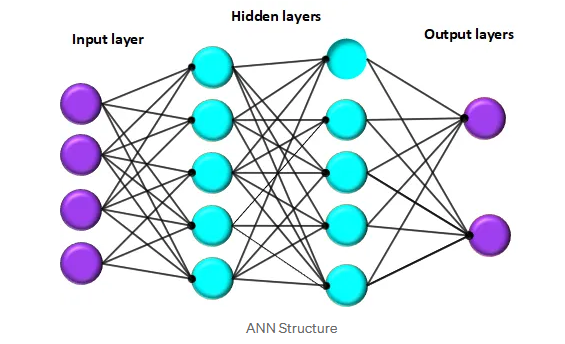 Hidden layers
Input layer
Output layers
ANN Structure